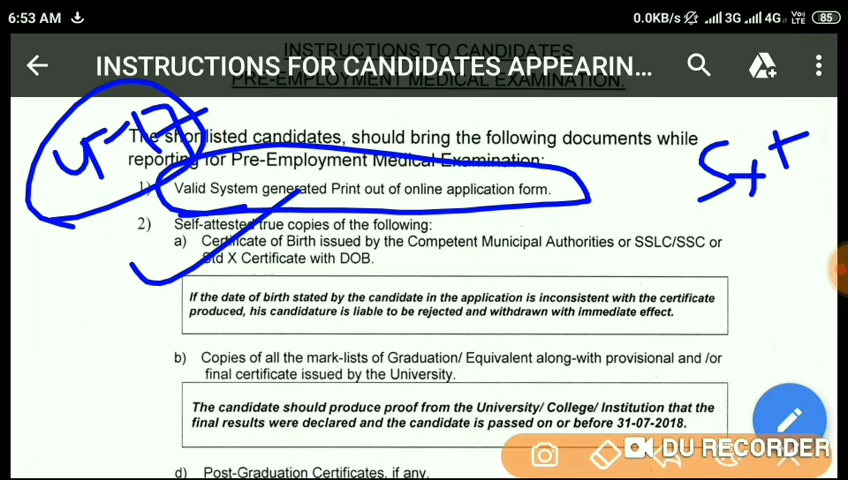 6:53 AM
0.0K/s 3G 4G Vo) LTE 85
INSTRUCTIONS TO CANDIDATES
INSTRUCTIONS FOR CANDIDATES APPEARIN...
PRE-EMPLOYMENT MEDICAL EXAMINATION.
The shortlisted candidates, should bring the following documents while
reporting for Pre-Employment Medical Examination:
1) Valid System generated Print out of online application form.
2) Self-attested true copies of the following:
a) Certificate of Birth issued by the Competent Municipal Authorities or SSLC/SSC or
Std X Certificate with DOB.
If the date of birth stated by the candidate in the application is inconsistent with the certificate
produced, his candidature is liable to be rejected and withdrawn with immediate effect.
b) Copies of all the mark-lists of Graduation/ Equivalent along-with provisional and /or
final certificate issued by the University.
The candidate should produce proof from the University/ College/ Institution that the
final results were declared and the candidate is passed on or before 31-07-2018.
DU RECORDER
d) Post-Graduation Certificates, if any.